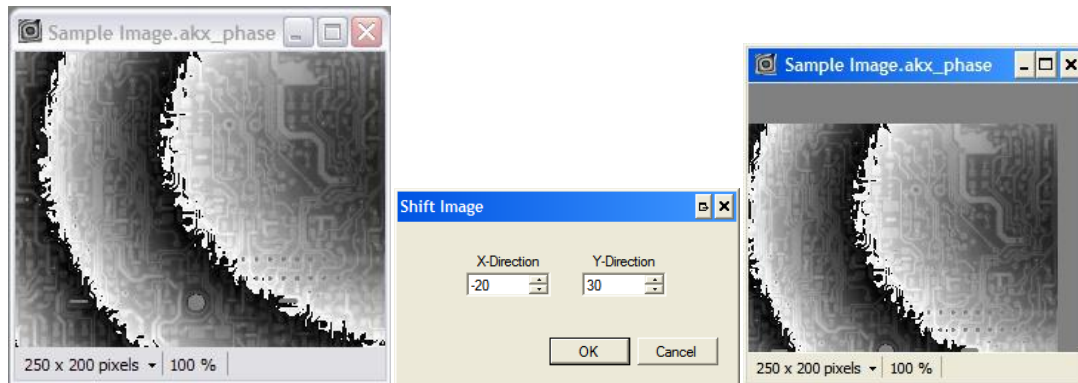 Sample Image.akx_phase
250 x 200 pixels
100 %
Shift Image
X-Direction
Y-Direction
-20
30
OK
Cancel
Sample Image.akx_phase
250 x 200 pixels
100 %